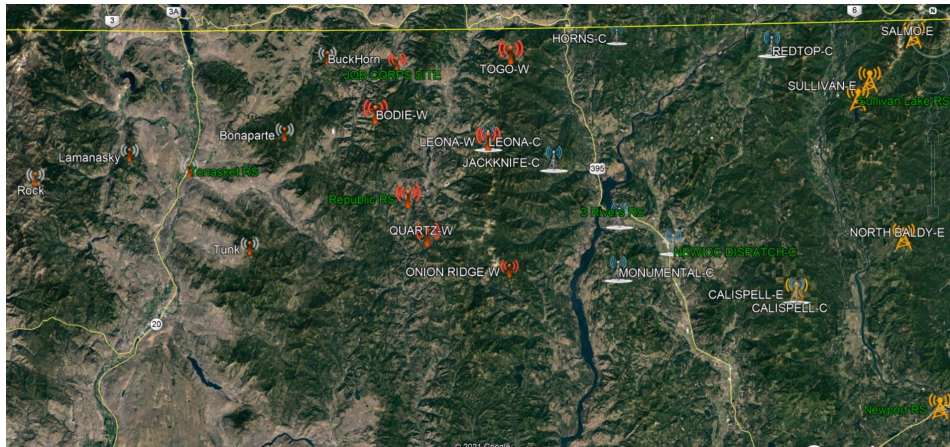 3
3A
6
N
SALMO-E
HORNS-C
REDTOP-C
BuckHorn
JOB CORPS SITE
TOGO-W
SULLIVAN-E
Sullivan Lake RS
BODIE-W
Bonaparte
LEONA-W
LEONA-C
JACKKNIFE-C
Lamanasky
395
Tonasket RS
Rock
Republic RS
3 Rivers RS
QUARTZ-W
NORTH BALDY-E
Tunk
NEWICC DISPATCH-C
ONION RIDGE-W
MONUMENTAL-C
CALISPELL-E
CALISPELL-C
20
Newport RS
© 2021 Google